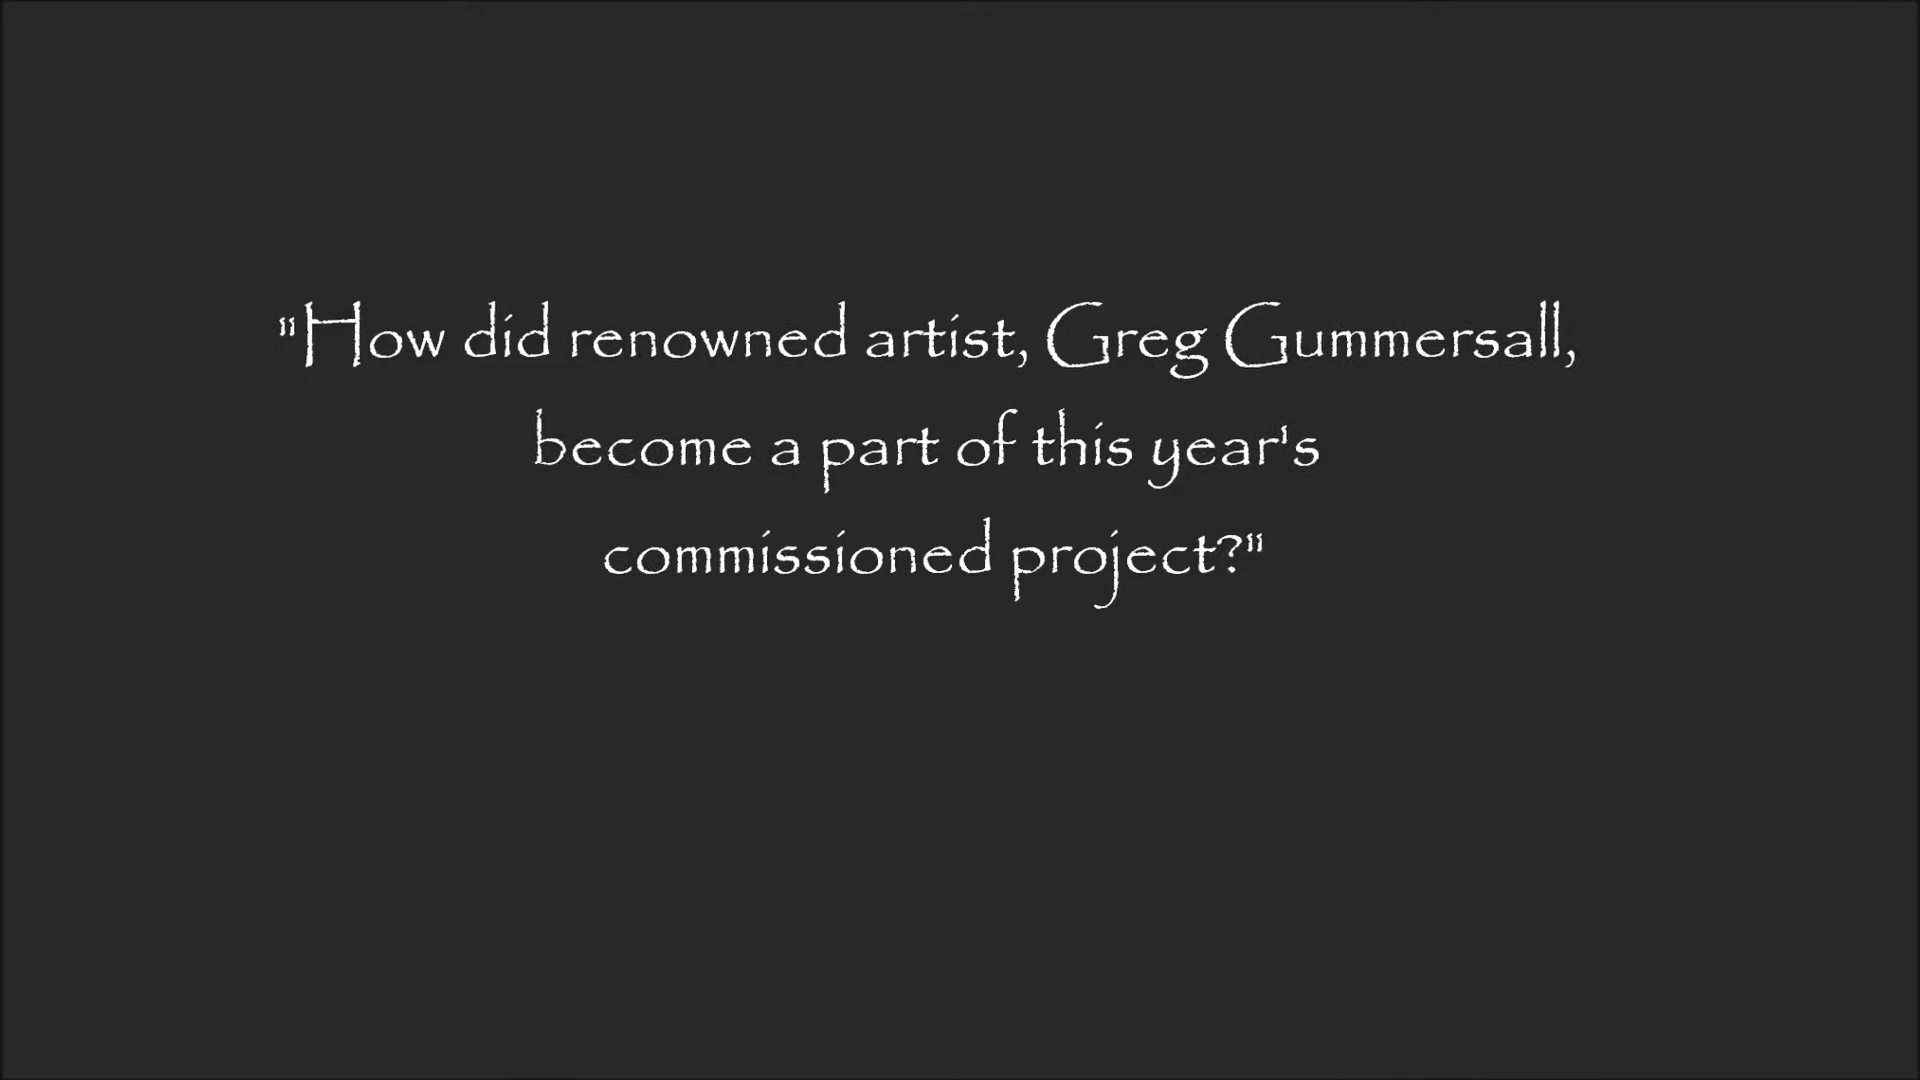 "How did renowned artist, Greg Gummersall,
become a part of this year's
commissioned project?"